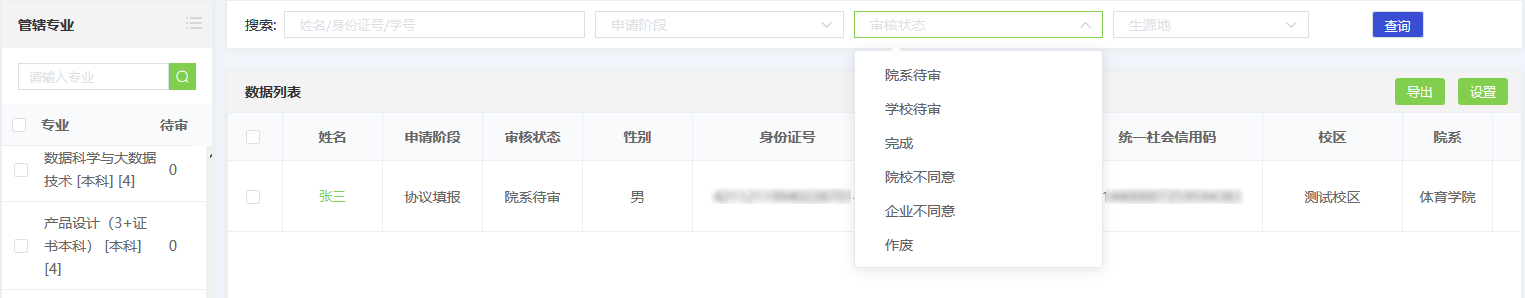 管辖专业
请输入专业
专业 待审
数据科学与大数据
技术 [本科] [4]
0
产品设计（3+证
书本科） [本科]
[4]
0
搜索: 姓名/身份证号/学号 申请阶段 审核状态 生源地 查询
院系待审
学校待审
完成
院校不同意
企业不同意
作废
数据列表 导出 设置
姓名 申请阶段 审核状态 性别 身份证号 统一社会信用码 校区 院系
张三 协议填报 院系待审 男 测试校区 体育学院